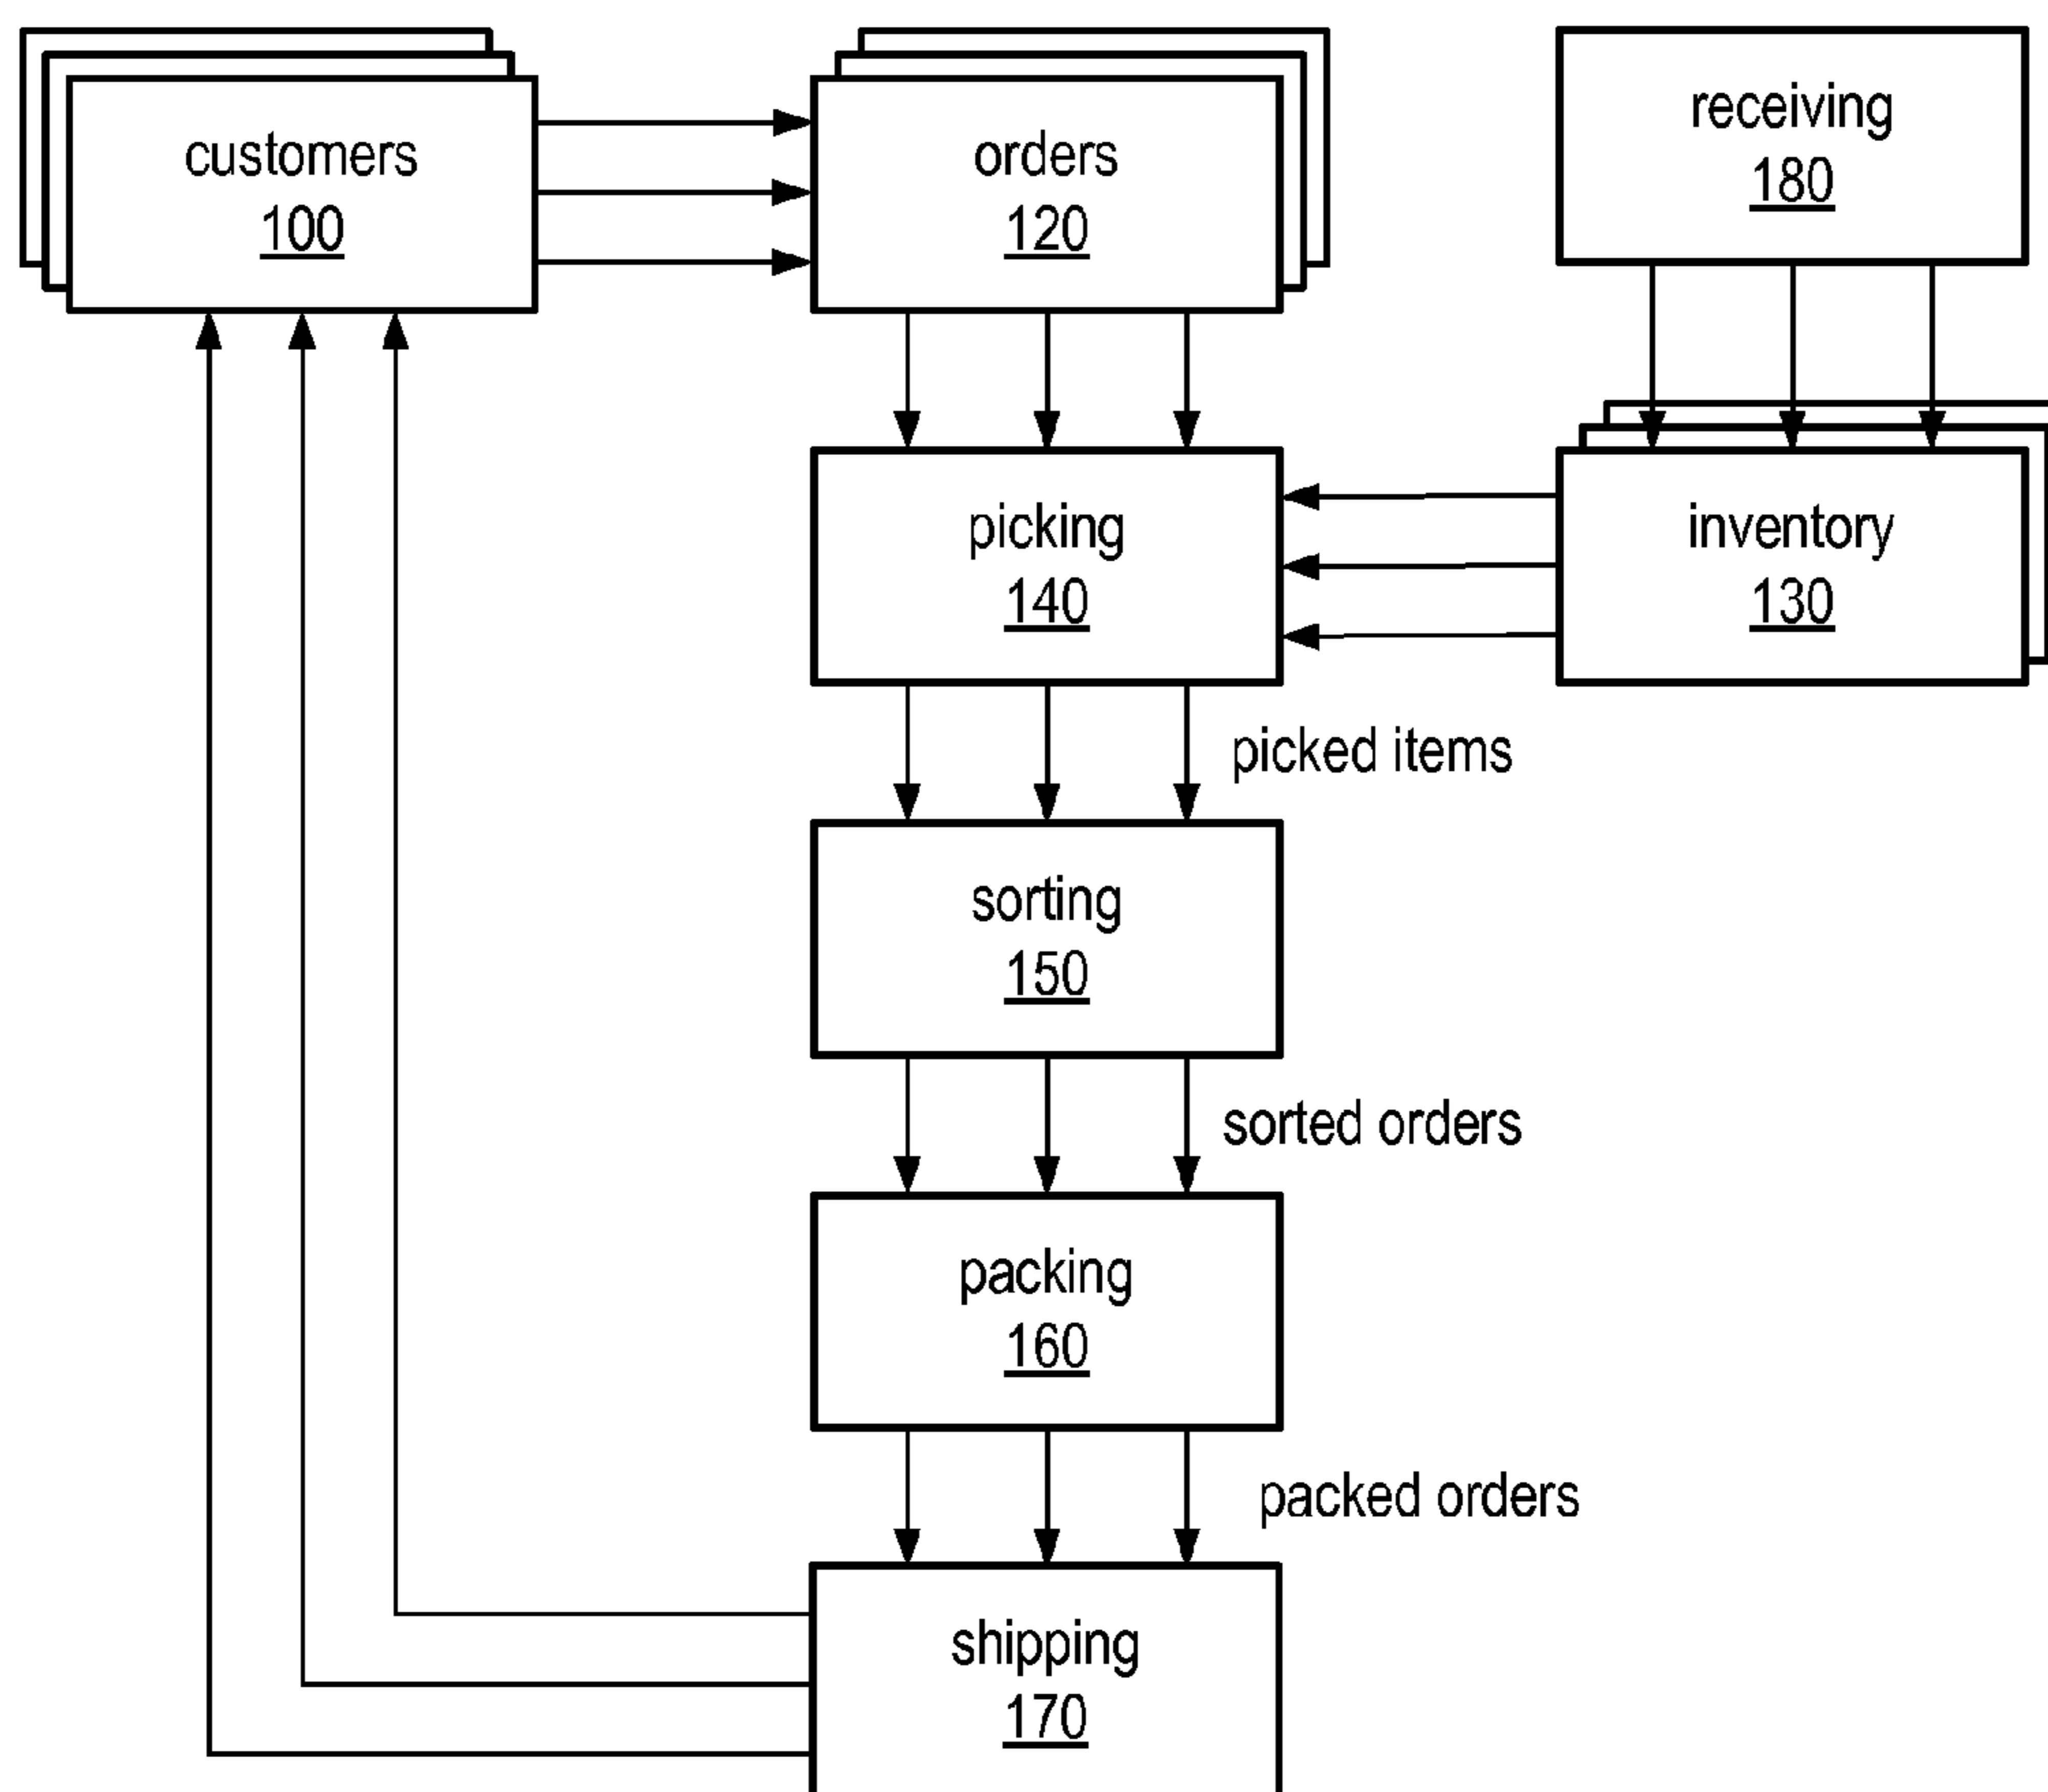 customers
100
orders
120
receiving
180
picking
140
inventory
130
picked items
sorting
150
sorted orders
packing
160
packed orders
shipping
170